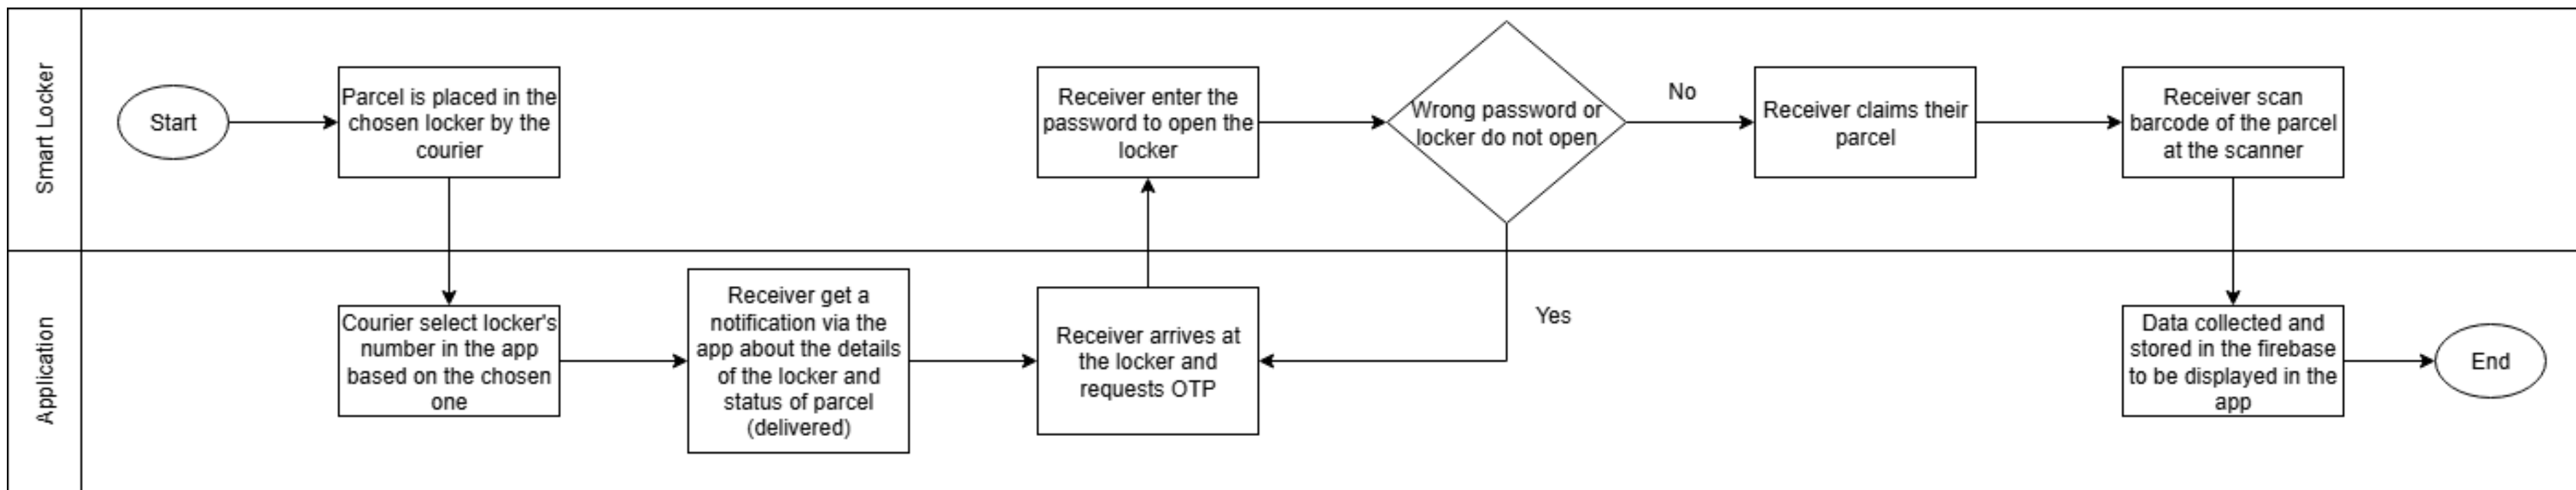 Smart Locker
Start
Parcel is placed in the
chosen locker by the
courier
Receiver enter the
password to open the
locker
Wrong password or
locker do not open
No
Receiver claims their
parcel
Receiver scan
barcode of the parcel
at the scanner
Application
Courier select locker's
number in the app
based on the chosen
one
Receiver get a
notification via the
app about the details
of the locker and
status of parcel
(delivered)
Receiver arrives at
the locker and
requests OTP
Yes
Data collected and
stored in the firebase
to be displayed in the
app
End